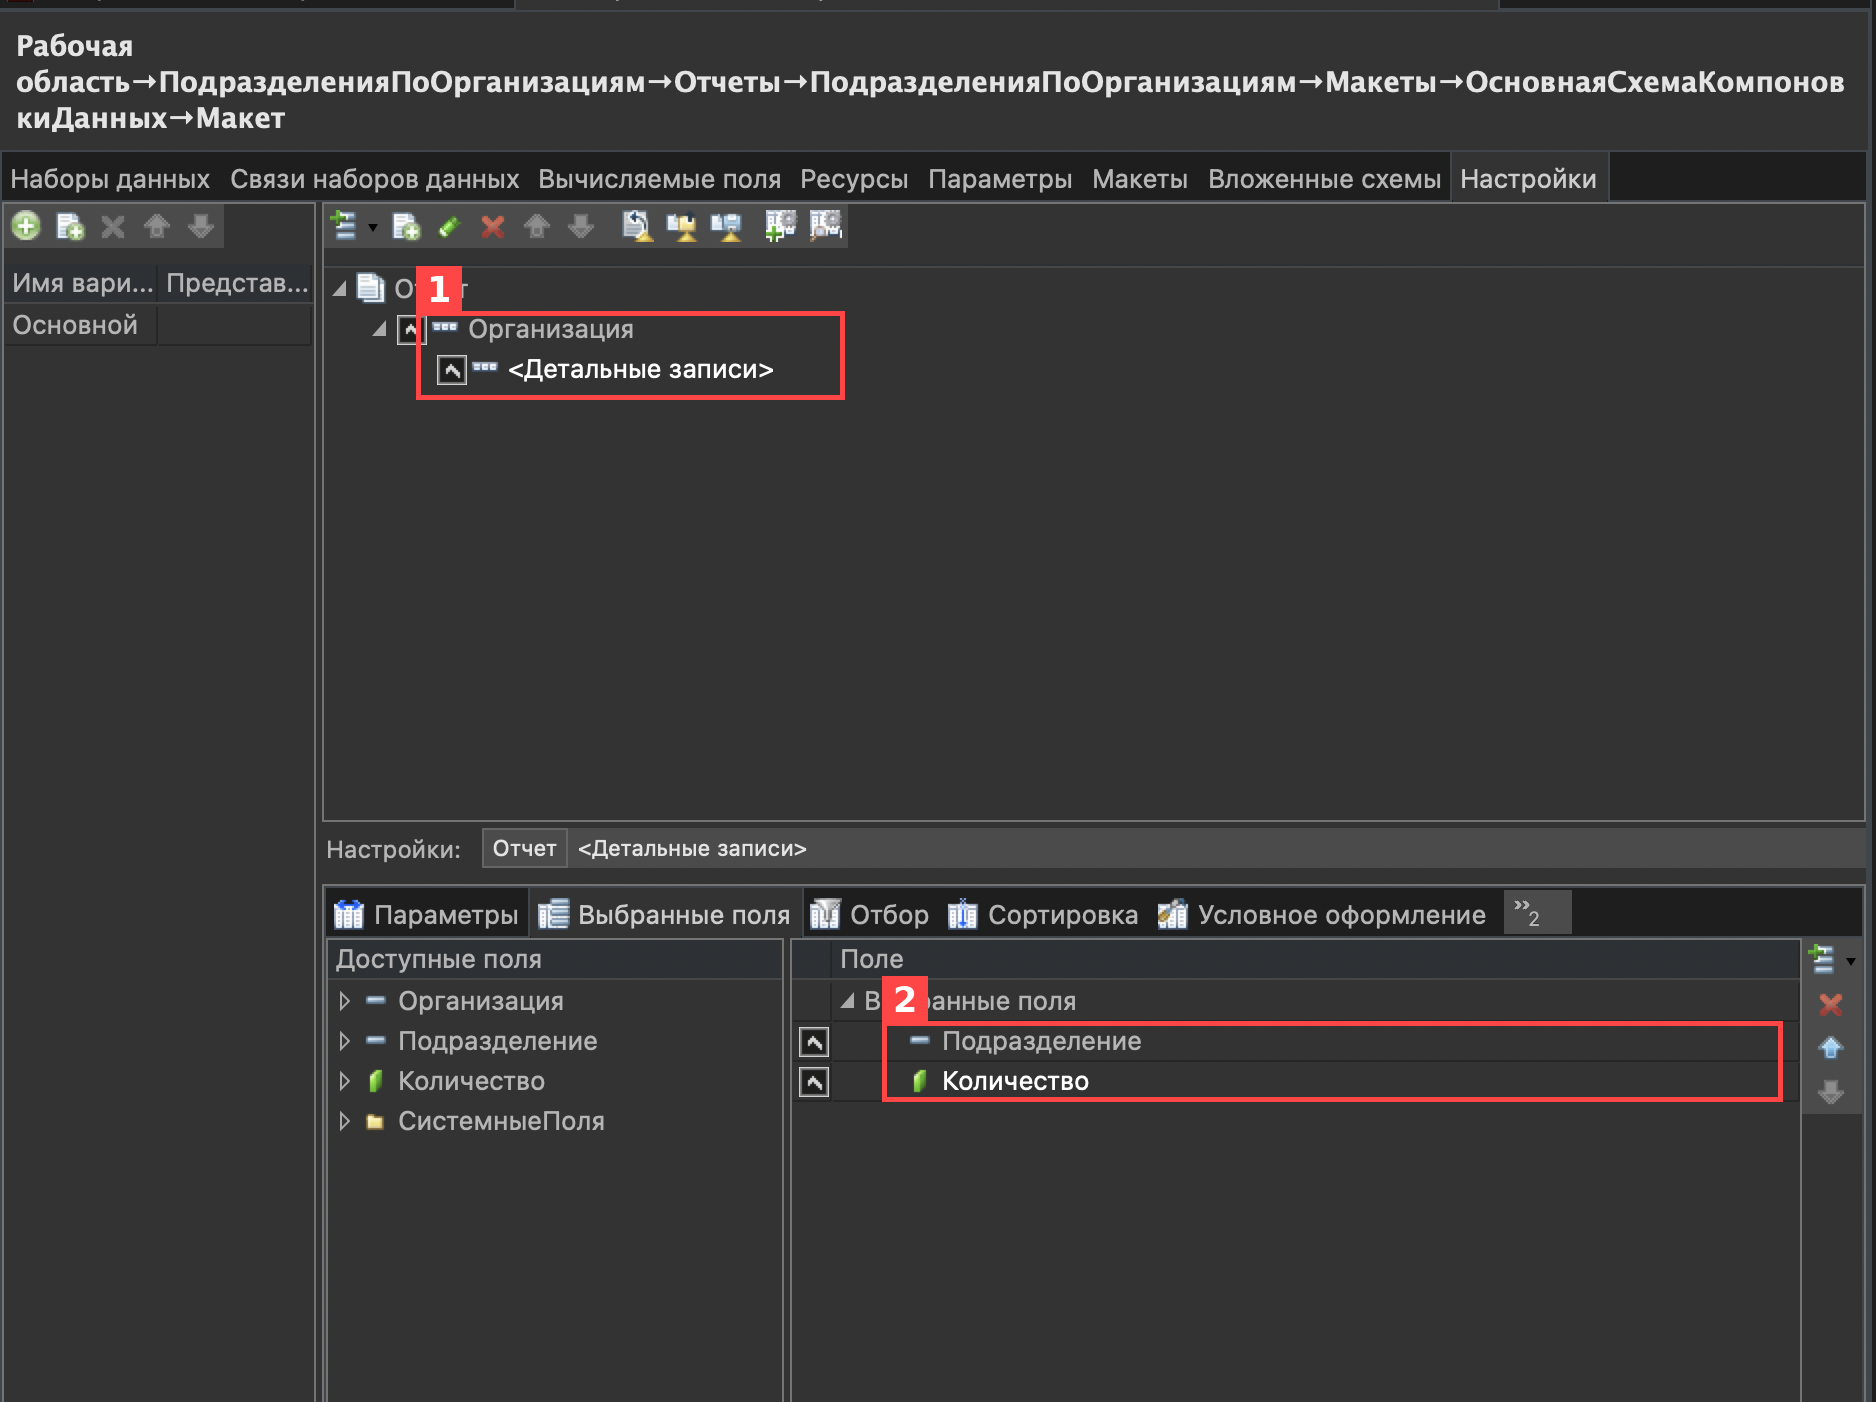 Рабочая
область→ПодразделенияПоОрганизациям→Отчеты→ПодразделенияПоОрганизациям→Макеты→ОсновнаяСхемаКомпонов
киДанных→Макет
Наборы данных Связи наборов данных Вычисляемые поля Ресурсы Параметры Макеты Вложенные схемы Настройки
Имя вари... Представ...
Основной
1
Организация
<Детальные записи>
Настройки: Отчет <Детальные записи>
Параметры Выбранные поля Отбор Сортировка Условное оформление »2
Доступные поля
Организация
Подразделение
Количество
СистемныеПоля
Поле
2
анные поля
Подразделение
Количество